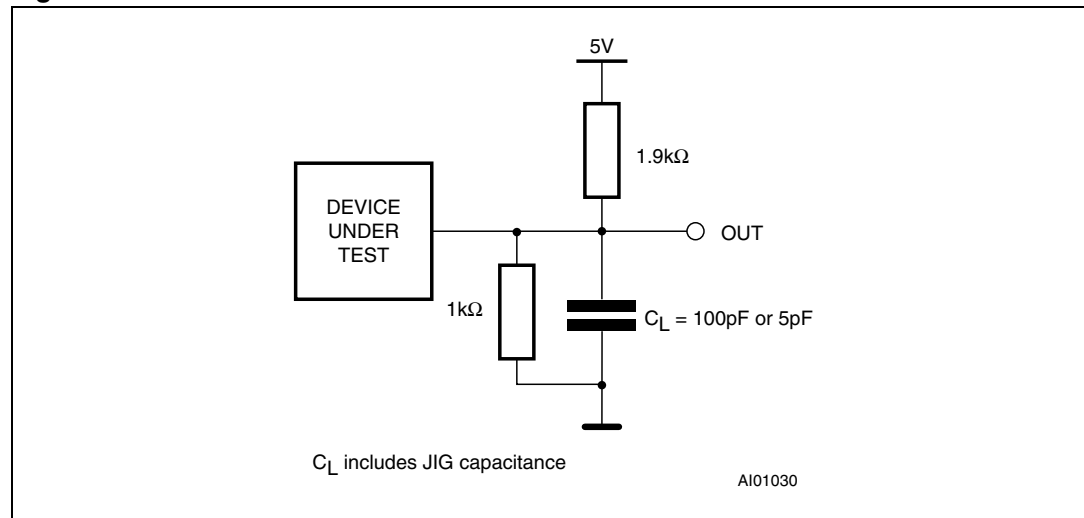 5V
1.9kΩ
DEVICE
UNDER
TEST
OUT
1kΩ
CL = 100pF or 5pF
CL includes JIG capacitance
AI01030